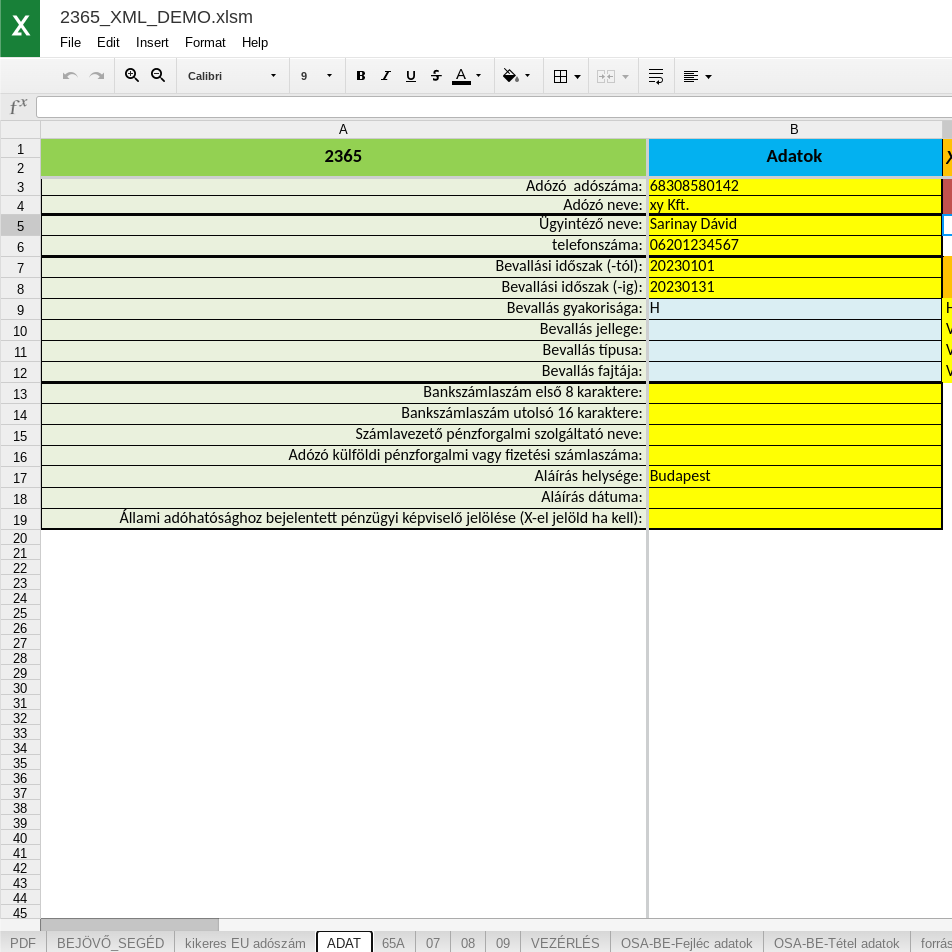 2365_XML_DEMO.xlsm
File Edit Insert Format Help
Calibri 9 B I U S A
fx
A B
1 2365 Adatok X
2
3 Adózó  adószáma: 68308580142
4 Adózó neve: xy Kft.
5 Ügyintéző neve: Sarinay Dávid
6 telefonszáma: 06201234567
7 Bevallási időszak (-tól): 20230101
8 Bevallási időszak (-ig): 20230131
9 Bevallás gyakorisága: H H
10 Bevallás jellege: V
11 Bevallás típusa: V
12 Bevallás fajtája: V
13 Bankszámlaszám első 8 karaktere:
14 Bankszámlaszám utolsó 16 karaktere:
15 Számlavezető pénzforgalmi szolgáltató neve:
16 Adózó külföldi pénzforgalmi vagy fizetési számlaszáma:
17 Aláírás helysége: Budapest
18 Aláírás dátuma:
19 Állami adóhatósághoz bejelentett pénzügyi képviselő jelölése (X-el jelöld ha kell):
20
21
22
23
24
25
26
27
28
29
30
31
32
33
34
35
36
37
38
39
40
41
42
43
44
45
PDF BEJÖVŐ_SEGÉD kikeres EU adószám ADAT 65A 07 08 09 VEZÉRLÉS OSA-BE-Fejléc adatok OSA-BE-Tétel adatok forras